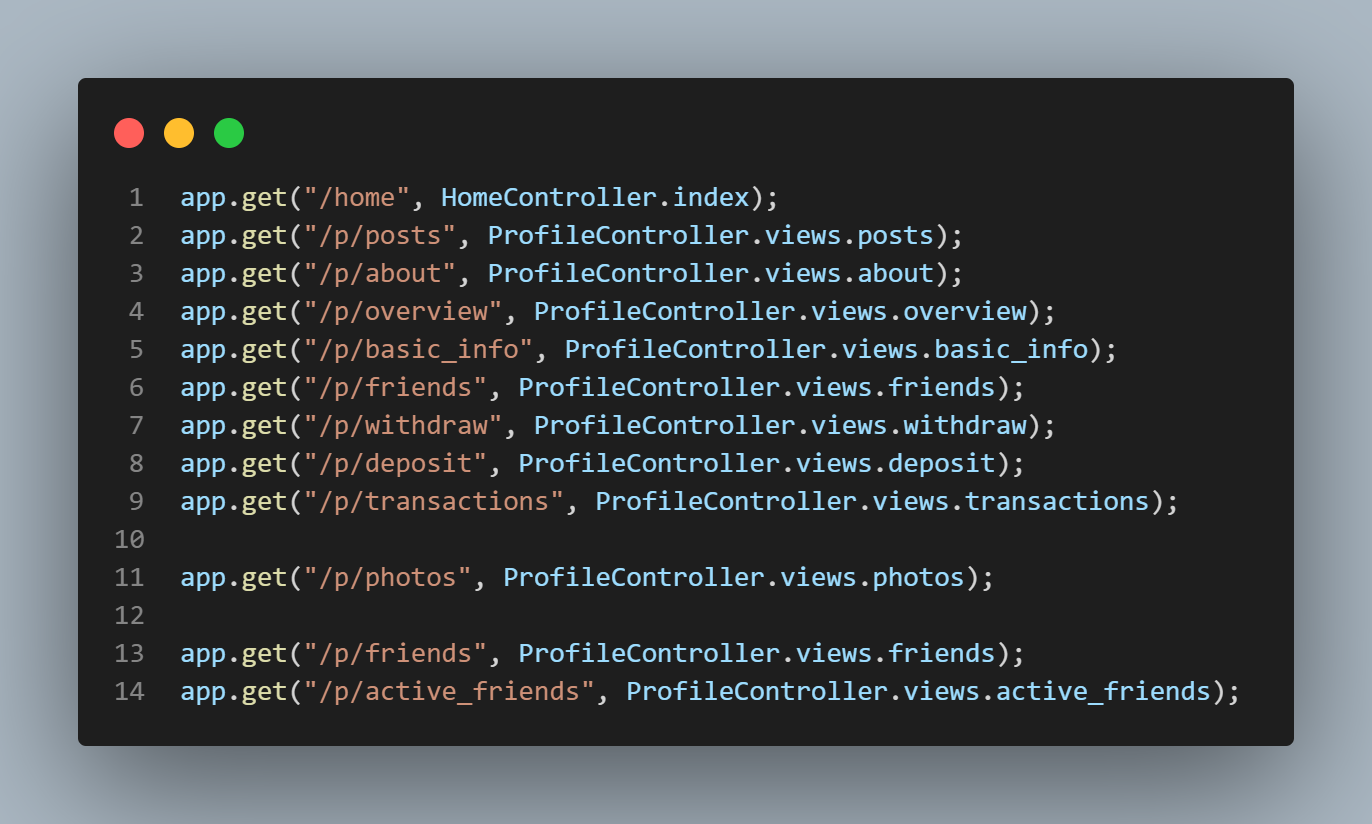 1 app.get("/home", HomeController.index);
2 app.get("/p/posts", ProfileController.views.posts);
3 app.get("/p/about", ProfileController.views.about);
4 app.get("/p/overview", ProfileController.views.overview);
5 app.get("/p/basic_info", ProfileController.views.basic_info);
6 app.get("/p/friends", ProfileController.views.friends);
7 app.get("/p/withdraw", ProfileController.views.withdraw);
8 app.get("/p/deposit", ProfileController.views.deposit);
9 app.get("/p/transactions", ProfileController.views.transactions);
10
11 app.get("/p/photos", ProfileController.views.photos);
12
13 app.get("/p/friends", ProfileController.views.friends);
14 app.get("/p/active_friends", ProfileController.views.active_friends);